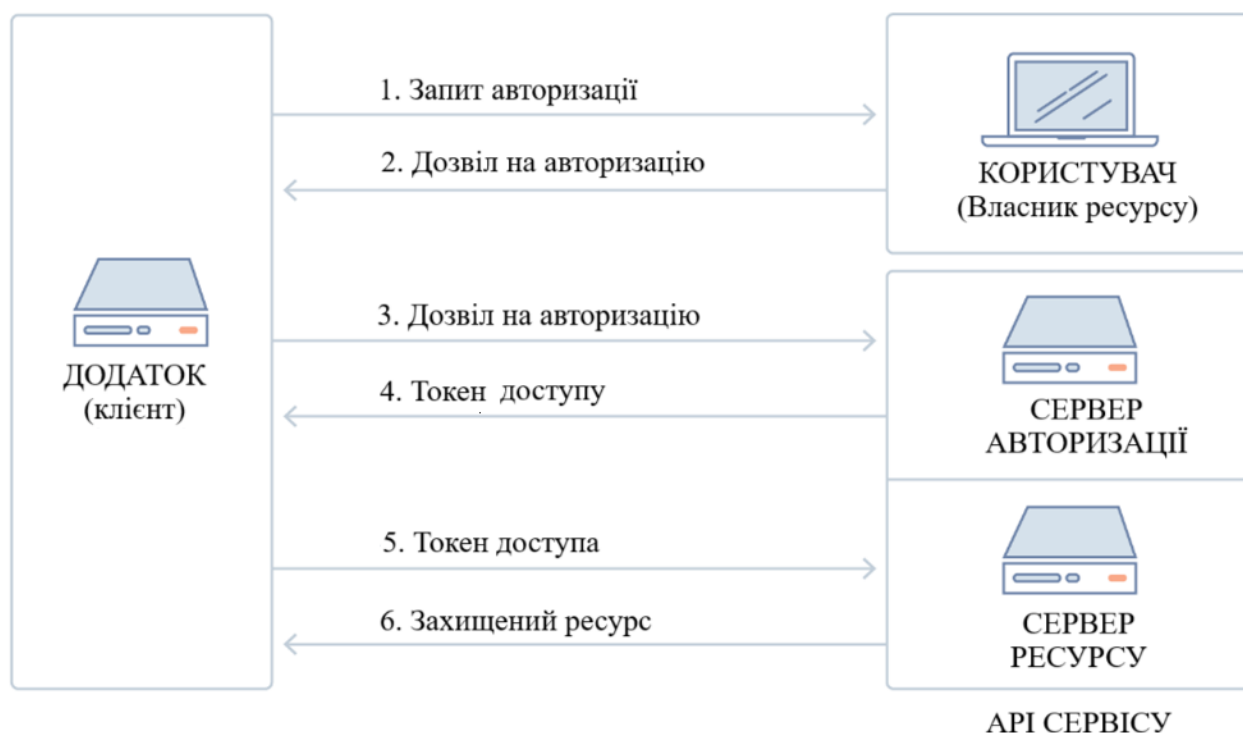 1. Запит авторизації
2. Дозвіл на авторизацію
КОРИСТУВАЧ
(Власник ресурсу)
ДОДАТОК
(клієнт)
3. Дозвіл на авторизацію
4. Токен доступу
СЕРВЕР
АВТОРИЗАЦІЇ
5. Токен доступа
6. Захищений ресурс
СЕРВЕР
РЕСУРСУ
АРІ СЕРВІСУ